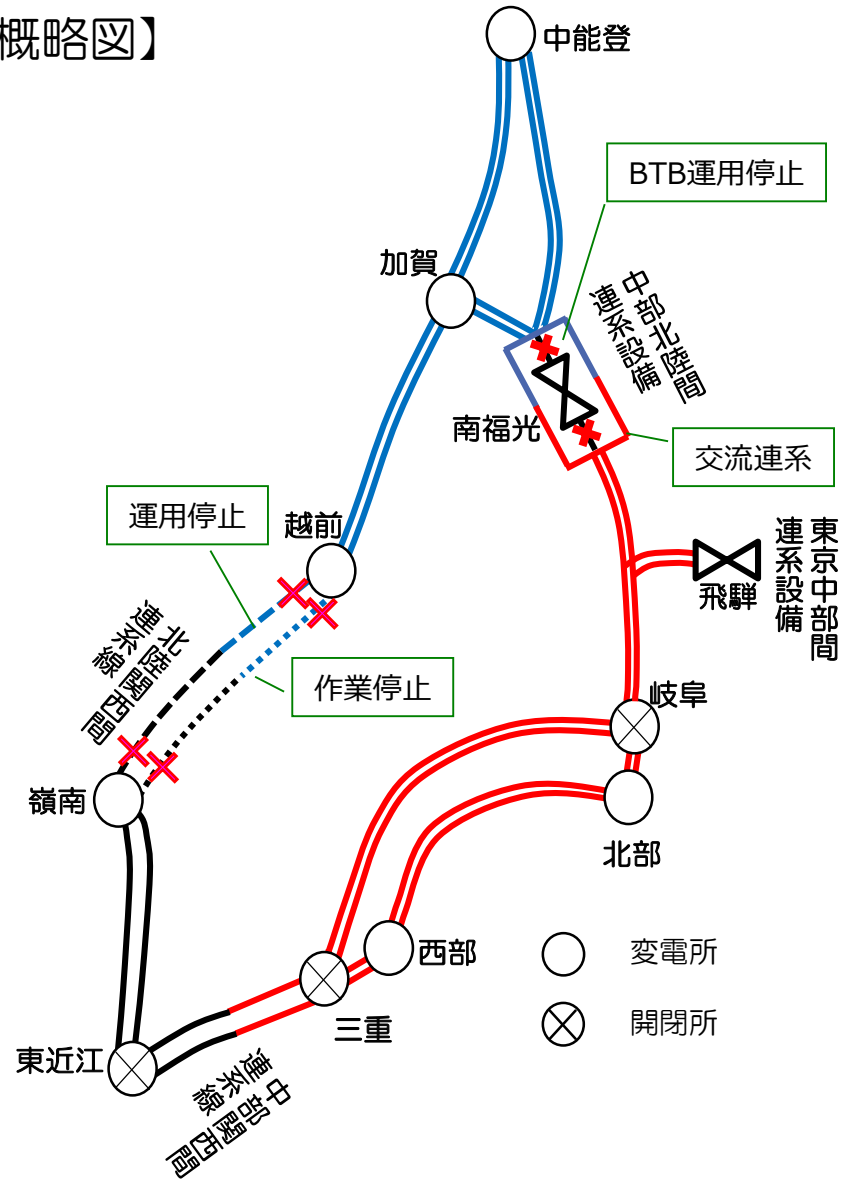 概略図】
中能登
BTB運用停止
加賀
中部北陸間
連系設備
南福光
交流連系
運用停止
越前
東京中部間
連系設備
飛騨
北陸関西間
連系線
作業停止
岐阜
嶺南
北部
西部
変電所
三重
開閉所
東近江
中部関西間
連系線